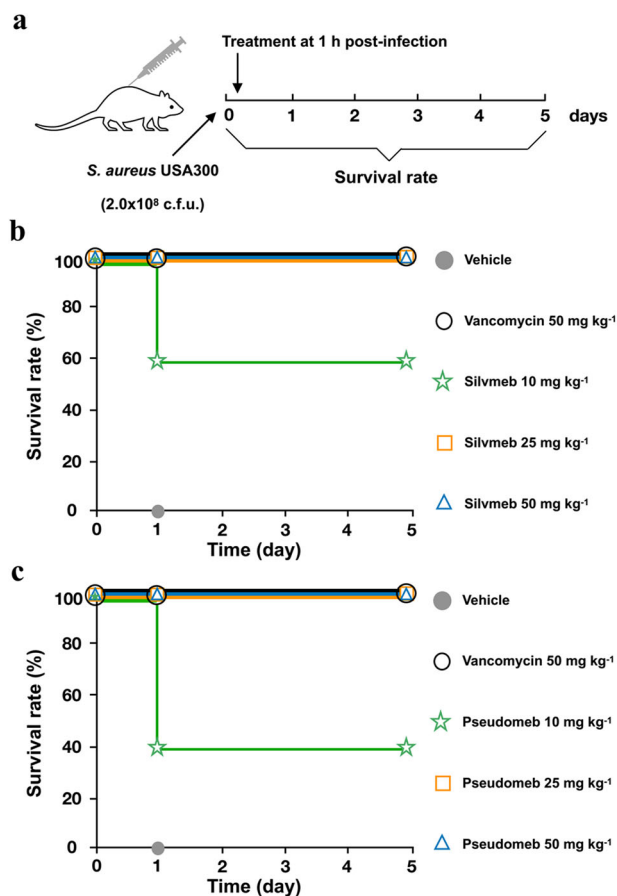 a
Treatment at 1 h post-infection
0 1 2 3 4 5 days
S. aureus USA300
(2.0x10⁸ c.f.u.)
Survival rate
b
Survival rate (%)
100
80
60
40
20
0
0 1 2 3 4 5
Time (day)
Vehicle
Vancomycin 50 mg kg⁻¹
Silvmeb 10 mg kg⁻¹
Silvmeb 25 mg kg⁻¹
Silvmeb 50 mg kg⁻¹
c
Survival rate (%)
100
80
60
40
20
0
0 1 2 3 4 5
Time (day)
Vehicle
Vancomycin 50 mg kg⁻¹
Pseudomeb 10 mg kg⁻¹
Pseudomeb 25 mg kg⁻¹
Pseudomeb 50 mg kg⁻¹